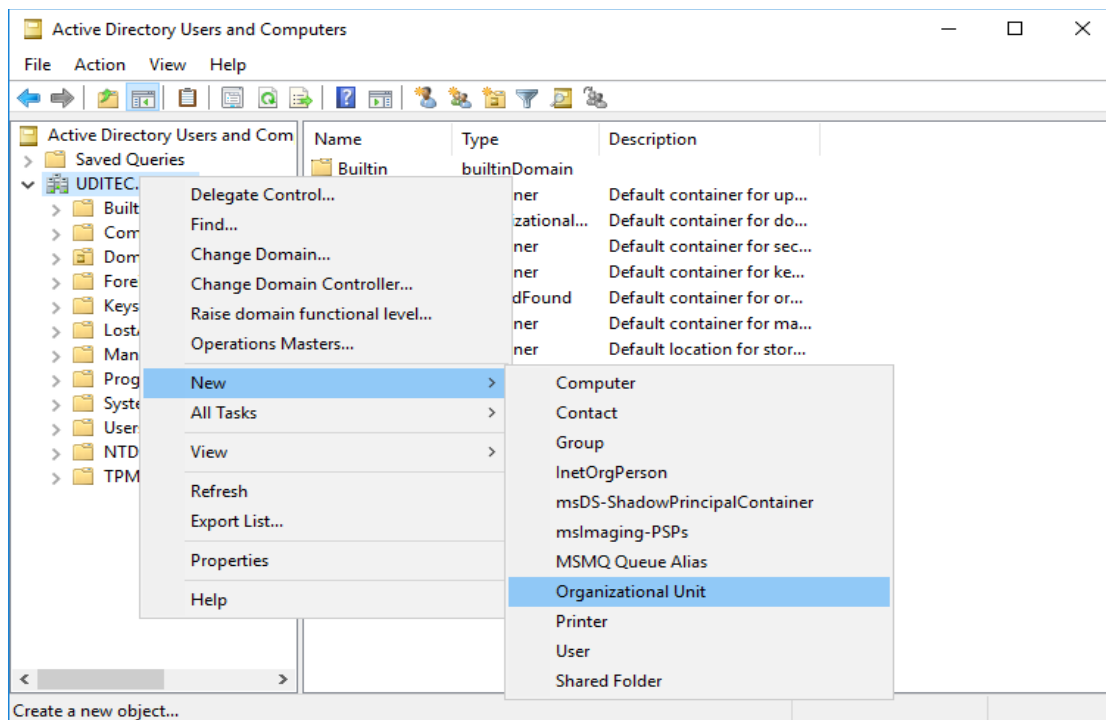 Active Directory Users and Computers
File Action View Help
Active Directory Users and Com
Saved Queries
UDITEC.
Built
Com
Dom
Fore
Keys
Lost
Man
Prog
Syste
User
NTD
TPM
Name Type Description
Builtin builtinDomain
ner Default container for up...
izational... Default container for do...
ner Default container for sec...
ner Default container for ke...
dFound Default container for or...
ner Default container for ma...
ner Default location for stor...
Delegate Control...
Find...
Change Domain...
Change Domain Controller...
Raise domain functional level...
Operations Masters...
New
All Tasks
View
Refresh
Export List...
Properties
Help
Computer
Contact
Group
InetOrgPerson
msDS-ShadowPrincipalContainer
msImaging-PSPs
MSMQ Queue Alias
Organizational Unit
Printer
User
Shared Folder
Create a new object...